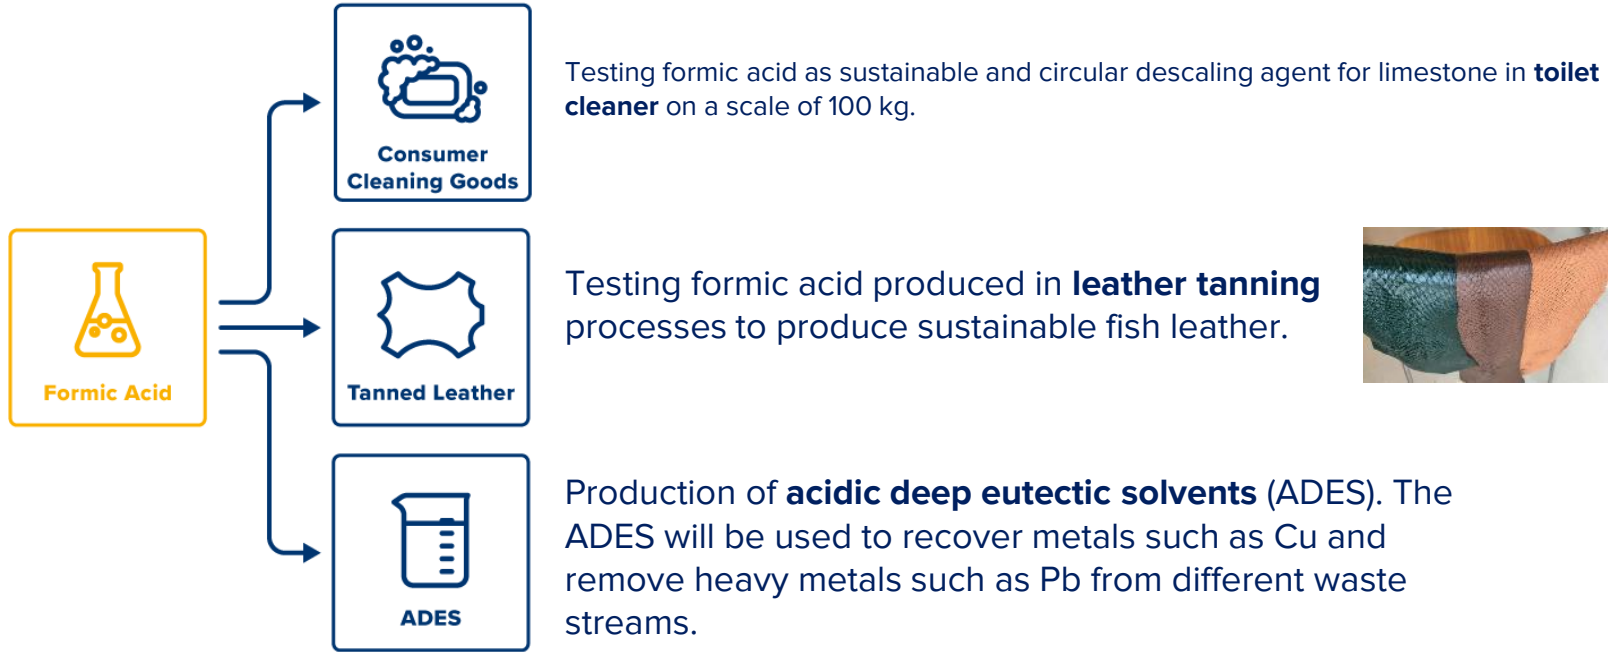 Testing formic acid as sustainable and circular descaling agent for limestone in toilet
cleaner on a scale of 100 kg.
Consumer
Cleaning Goods
Formic Acid
Testing formic acid produced in leather tanning
processes to produce sustainable fish leather.
Tanned Leather
Production of acidic deep eutectic solvents (ADES). The
ADES will be used to recover metals such as Cu and
remove heavy metals such as Pb from different waste
streams.
ADES